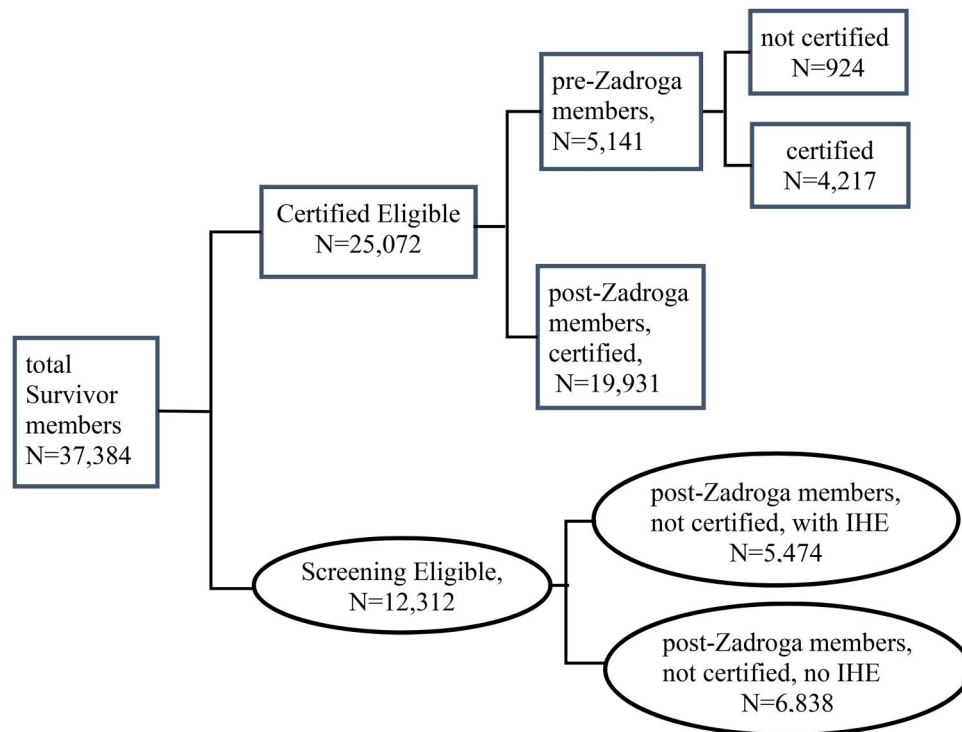 not certified
N=924
pre-Zadroga
members,
N=5,141
certified
N=4,217
Certified Eligible
N=25,072
post-Zadroga
members,
certified,
N=19,931
total
Survivor
members
N=37,384
post-Zadroga members,
not certified, with IHE
N=5,474
Screening Eligible,
N=12,312
post-Zadroga members,
not certified, no IHE
N=6,838